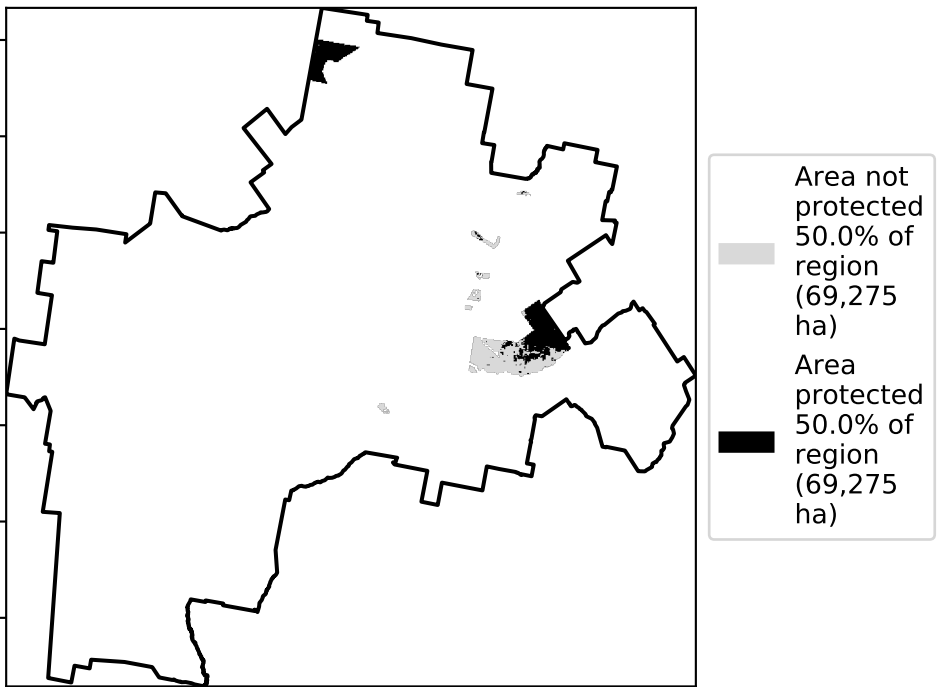 Area not
protected
50.0% of
region
(69,275
ha)
Area
protected
50.0% of
region
(69,275
ha)